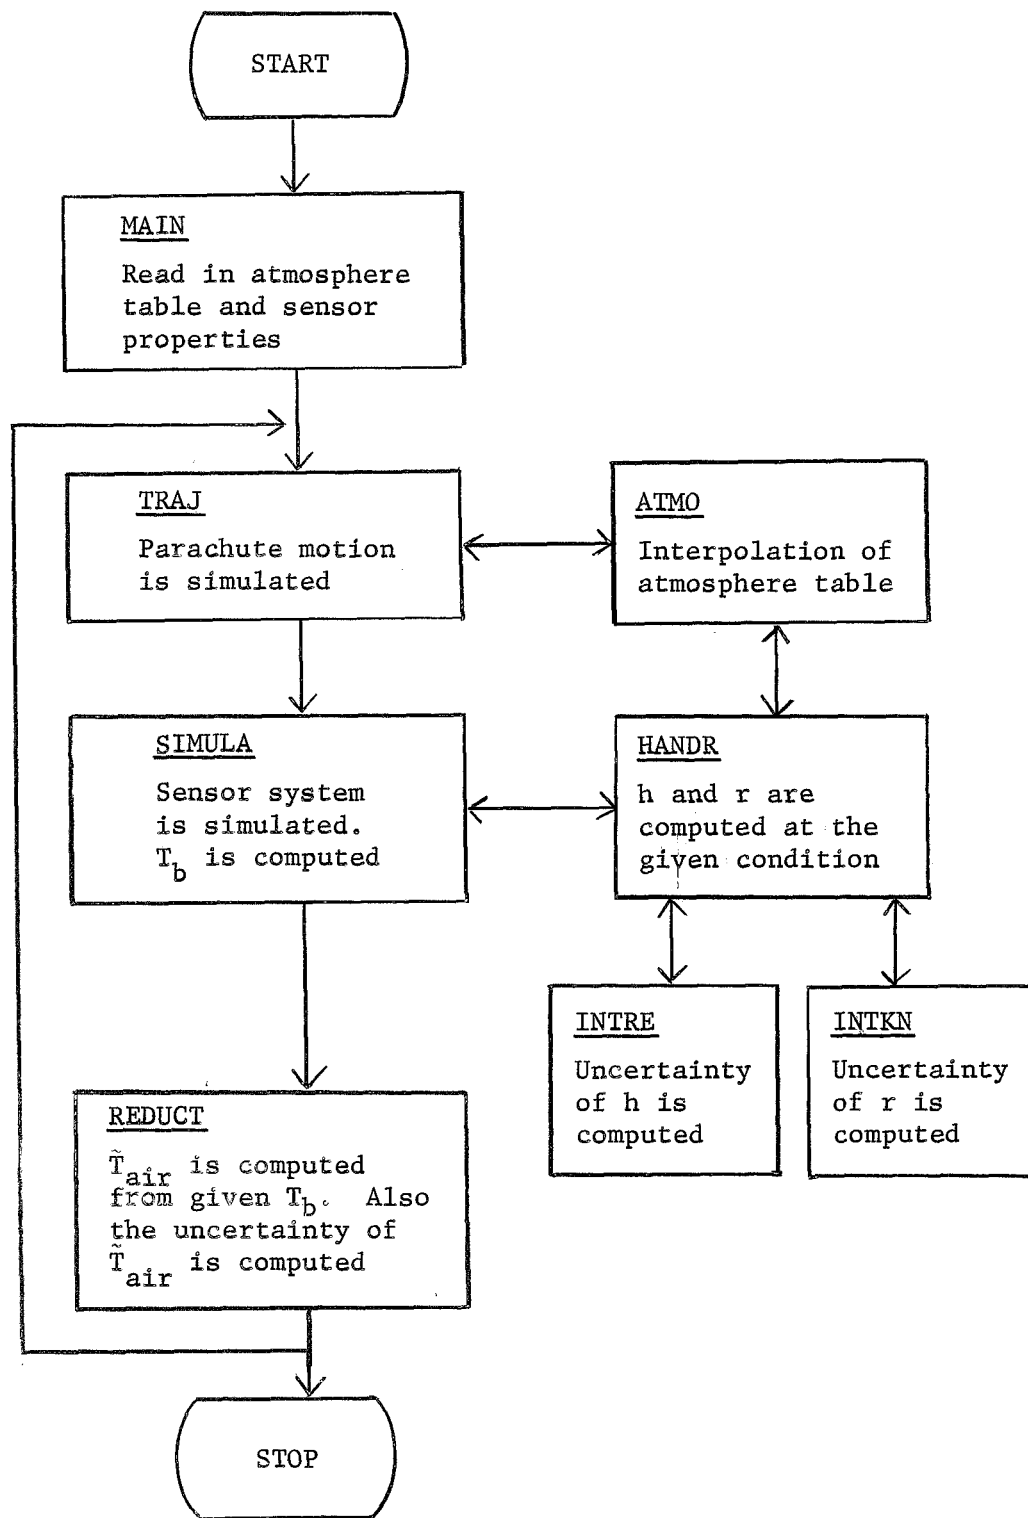 START
MAIN
Read in atmosphere
table and sensor
properties
TRAJ
Parachute motion
is simulated
ATMO
Interpolation of
atmosphere table
SIMULA
Sensor system
is simulated.
T_b is computed
HANDR
h and r are
computed at the
given condition
INTRE
Uncertainty
of h is
computed
INTKN
Uncertainty
of r is
computed
REDUCT
T̃_air is computed
from given T_b. Also
the uncertainty of
T̃_air is computed
STOP